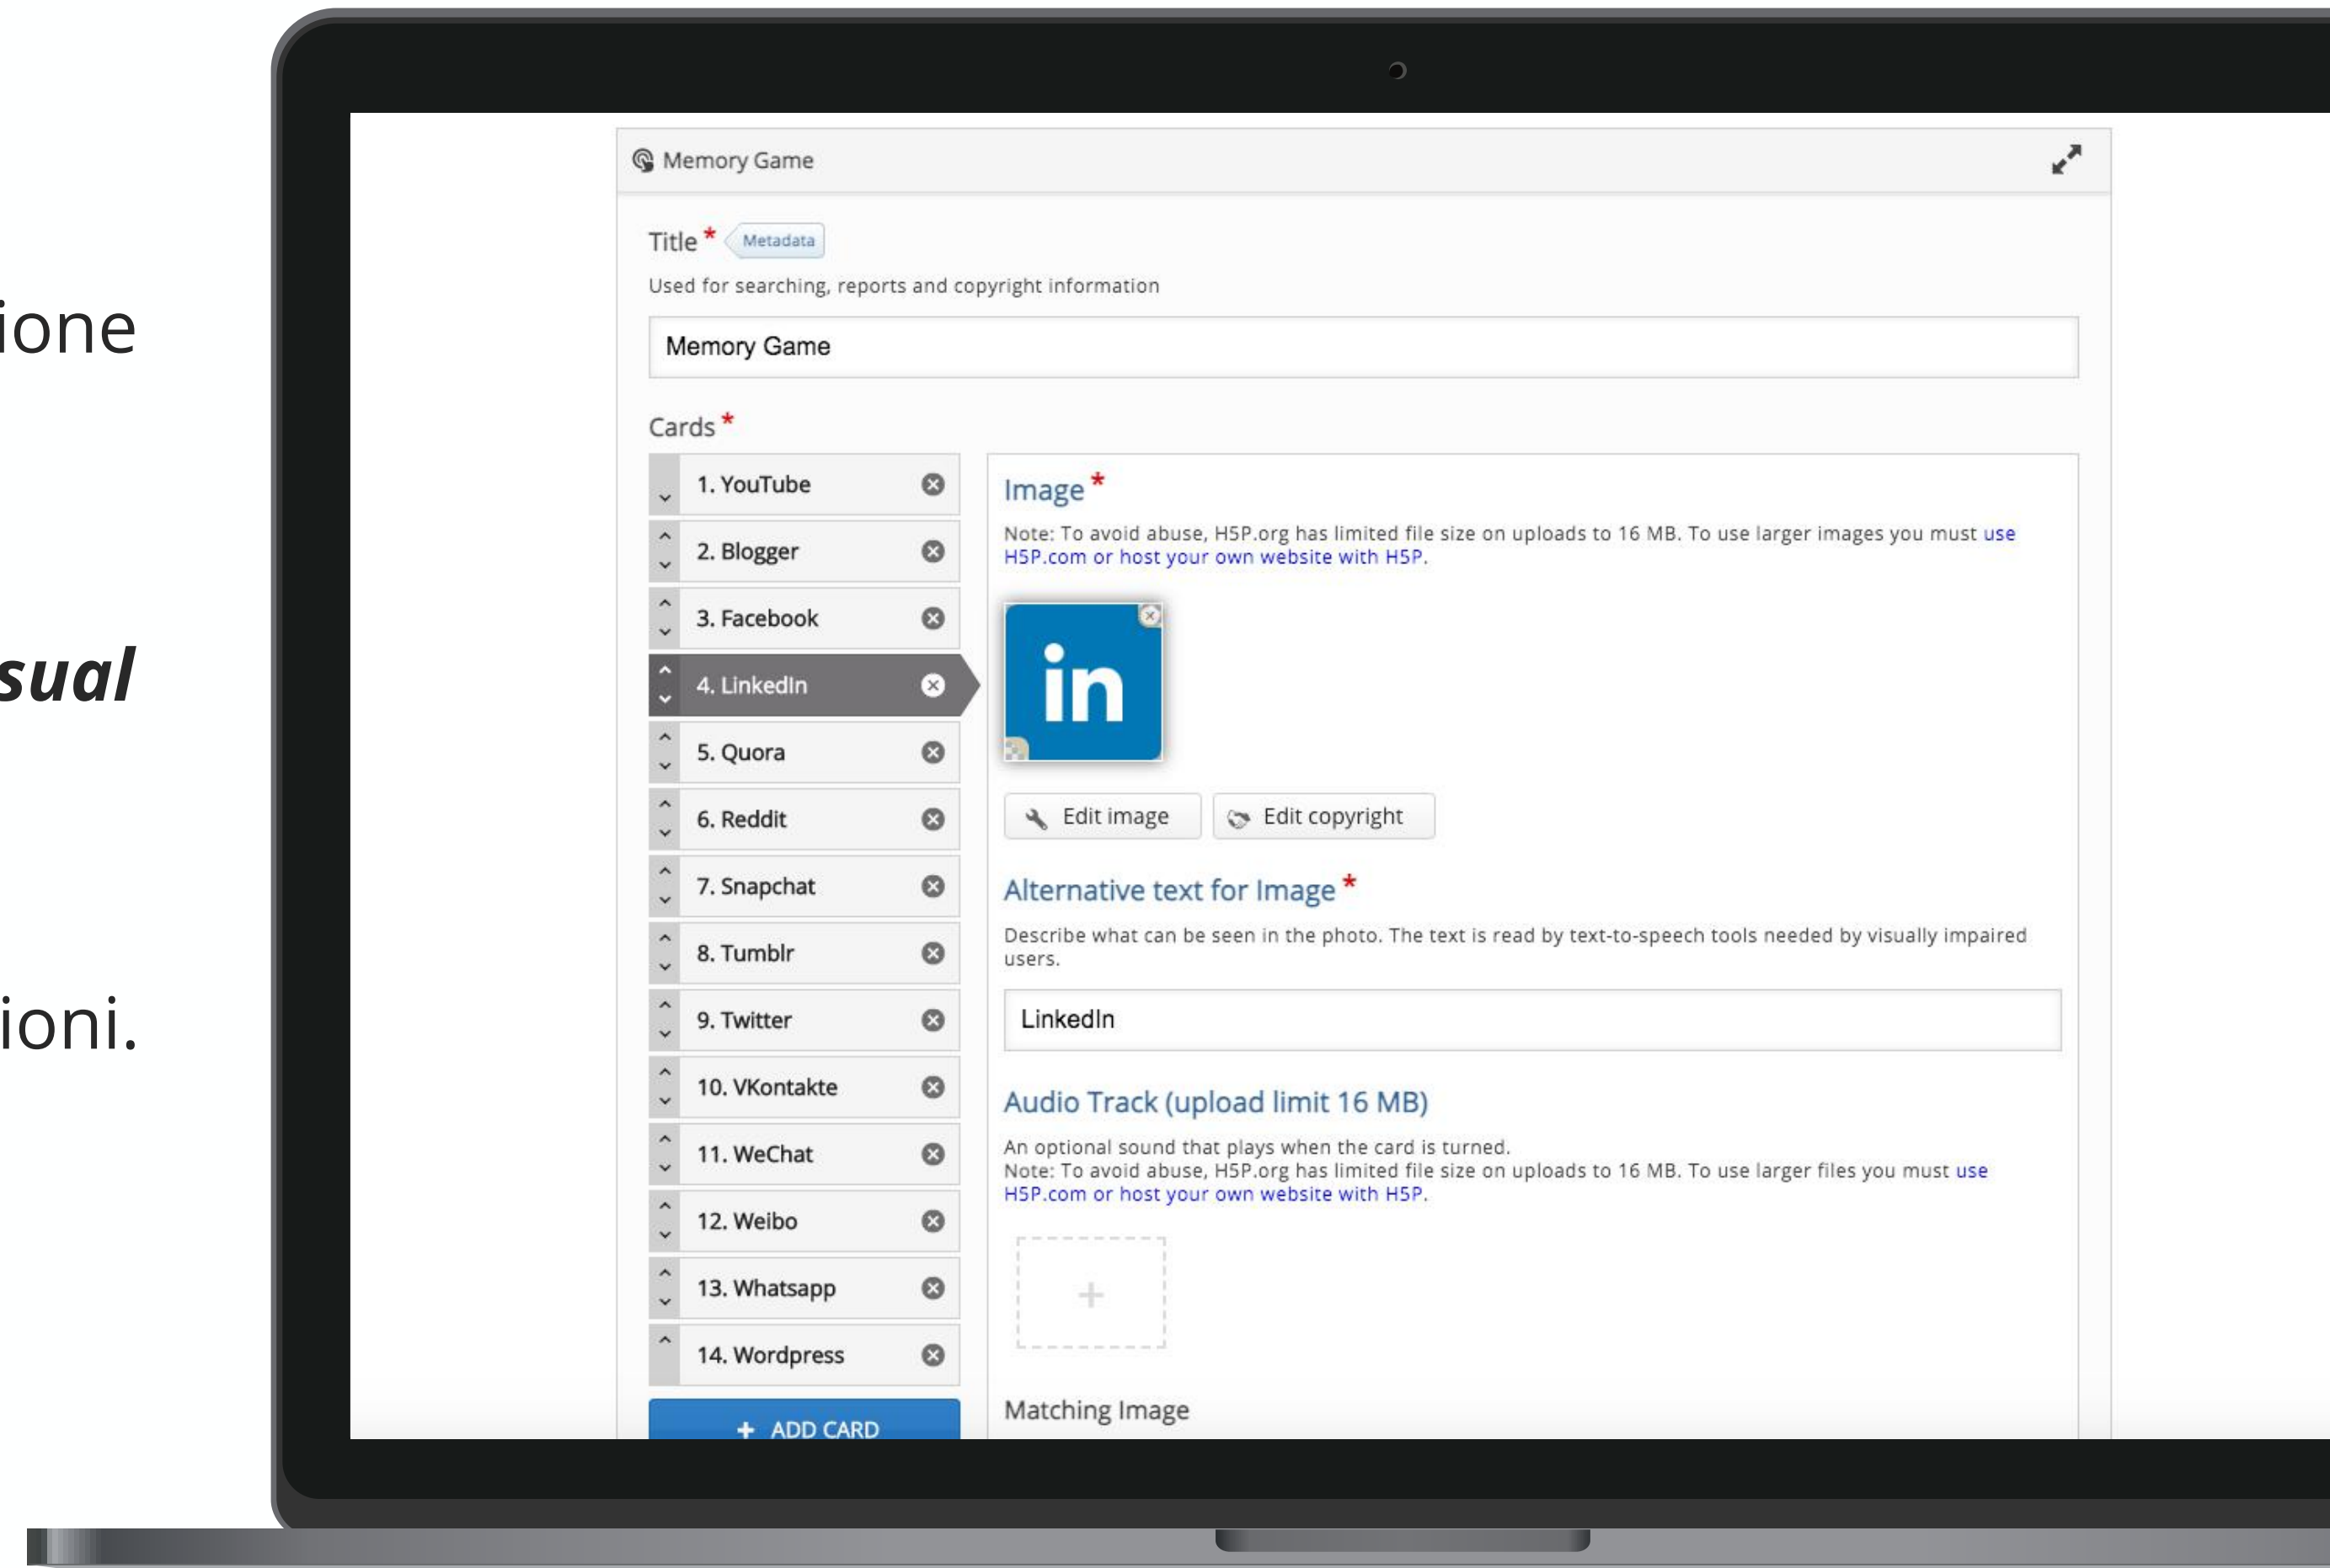 ione
sual
ioni.
Memory Game
Title * Metadata
Used for searching, reports and copyright information
Memory Game
Cards *
1. YouTube
2. Blogger
3. Facebook
4. LinkedIn
5. Quora
6. Reddit
7. Snapchat
8. Tumblr
9. Twitter
10. VKontakte
11. WeChat
12. Weibo
13. Whatsapp
14. Wordpress
+ ADD CARD
Image *
Note: To avoid abuse, H5P.org has limited file size on uploads to 16 MB. To use larger images you must use
H5P.com or host your own website with H5P.
in
Edit image
Edit copyright
Alternative text for Image *
Describe what can be seen in the photo. The text is read by text-to-speech tools needed by visually impaired
users.
LinkedIn
Audio Track (upload limit 16 MB)
An optional sound that plays when the card is turned.
Note: To avoid abuse, H5P.org has limited file size on uploads to 16 MB. To use larger files you must use
H5P.com or host your own website with H5P.
+
Matching Image